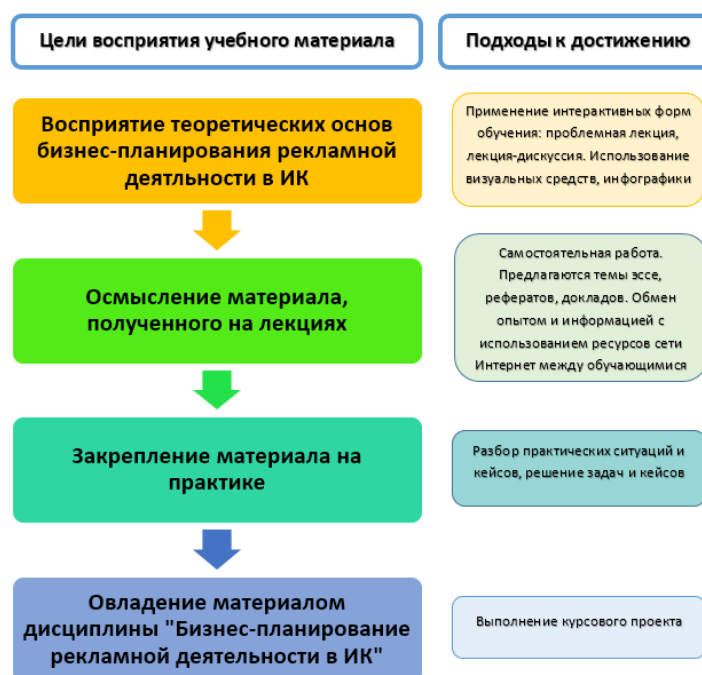 Цели восприятия учебного материала
Подходы к достижению
Восприятие теоретических основ
бизнес-планирования рекламной
деятльности в ИК
Применение интерактивных форм
обучения: проблемная лекция,
лекция-дискуссия. Использование
визуальных средств, инфографики
Осмысление материала,
полученного на лекциях
Самостоятельная работа.
Предлагаются темы эссе,
рефератов, докладов. Обмен
опытом и информацией с
использованием ресурсов сети
Интернет между обучающимися
Закрепление материала на
практике
Разбор практических ситуаций и
кейсов, решение задач и кейсов
Овладение материалом
дисциплины "Бизнес-планирование
рекламной деятельности в ИК"
Выполнение курсового проекта